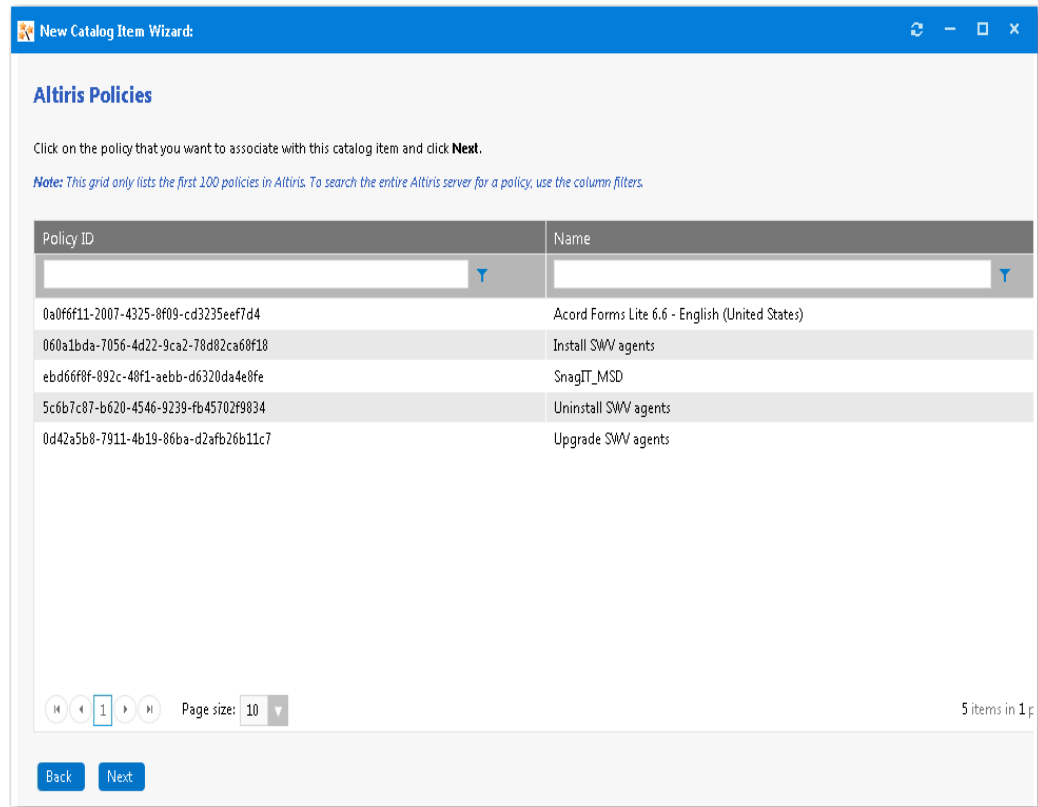 New Catalog Item Wizard:
Altiris Policies
Click on the policy that you want to associate with this catalog item and click Next.
Note: This grid only lists the first 100 policies in Altiris. To search the entire Altiris server for a policy, use the column filters.
Policy ID Name
0a0f6f11-2007-4325-8f09-cd3235eef7d4 Acord Forms Lite 6.6 - English (United States)
060a1bda-7056-4d22-9ca2-78d82ca68f18 Install SWV agents
ebd66f8f-892c-48f1-aebb-d6320da4e8fe SnagIT_MSD
5c6b7c87-b620-4546-9239-fb45702f9834 Uninstall SWV agents
0d42a5b8-7911-4b19-86ba-d2afb26b11c7 Upgrade SWV agents
1 Page size: 10 5 items in 1 p
Back Next